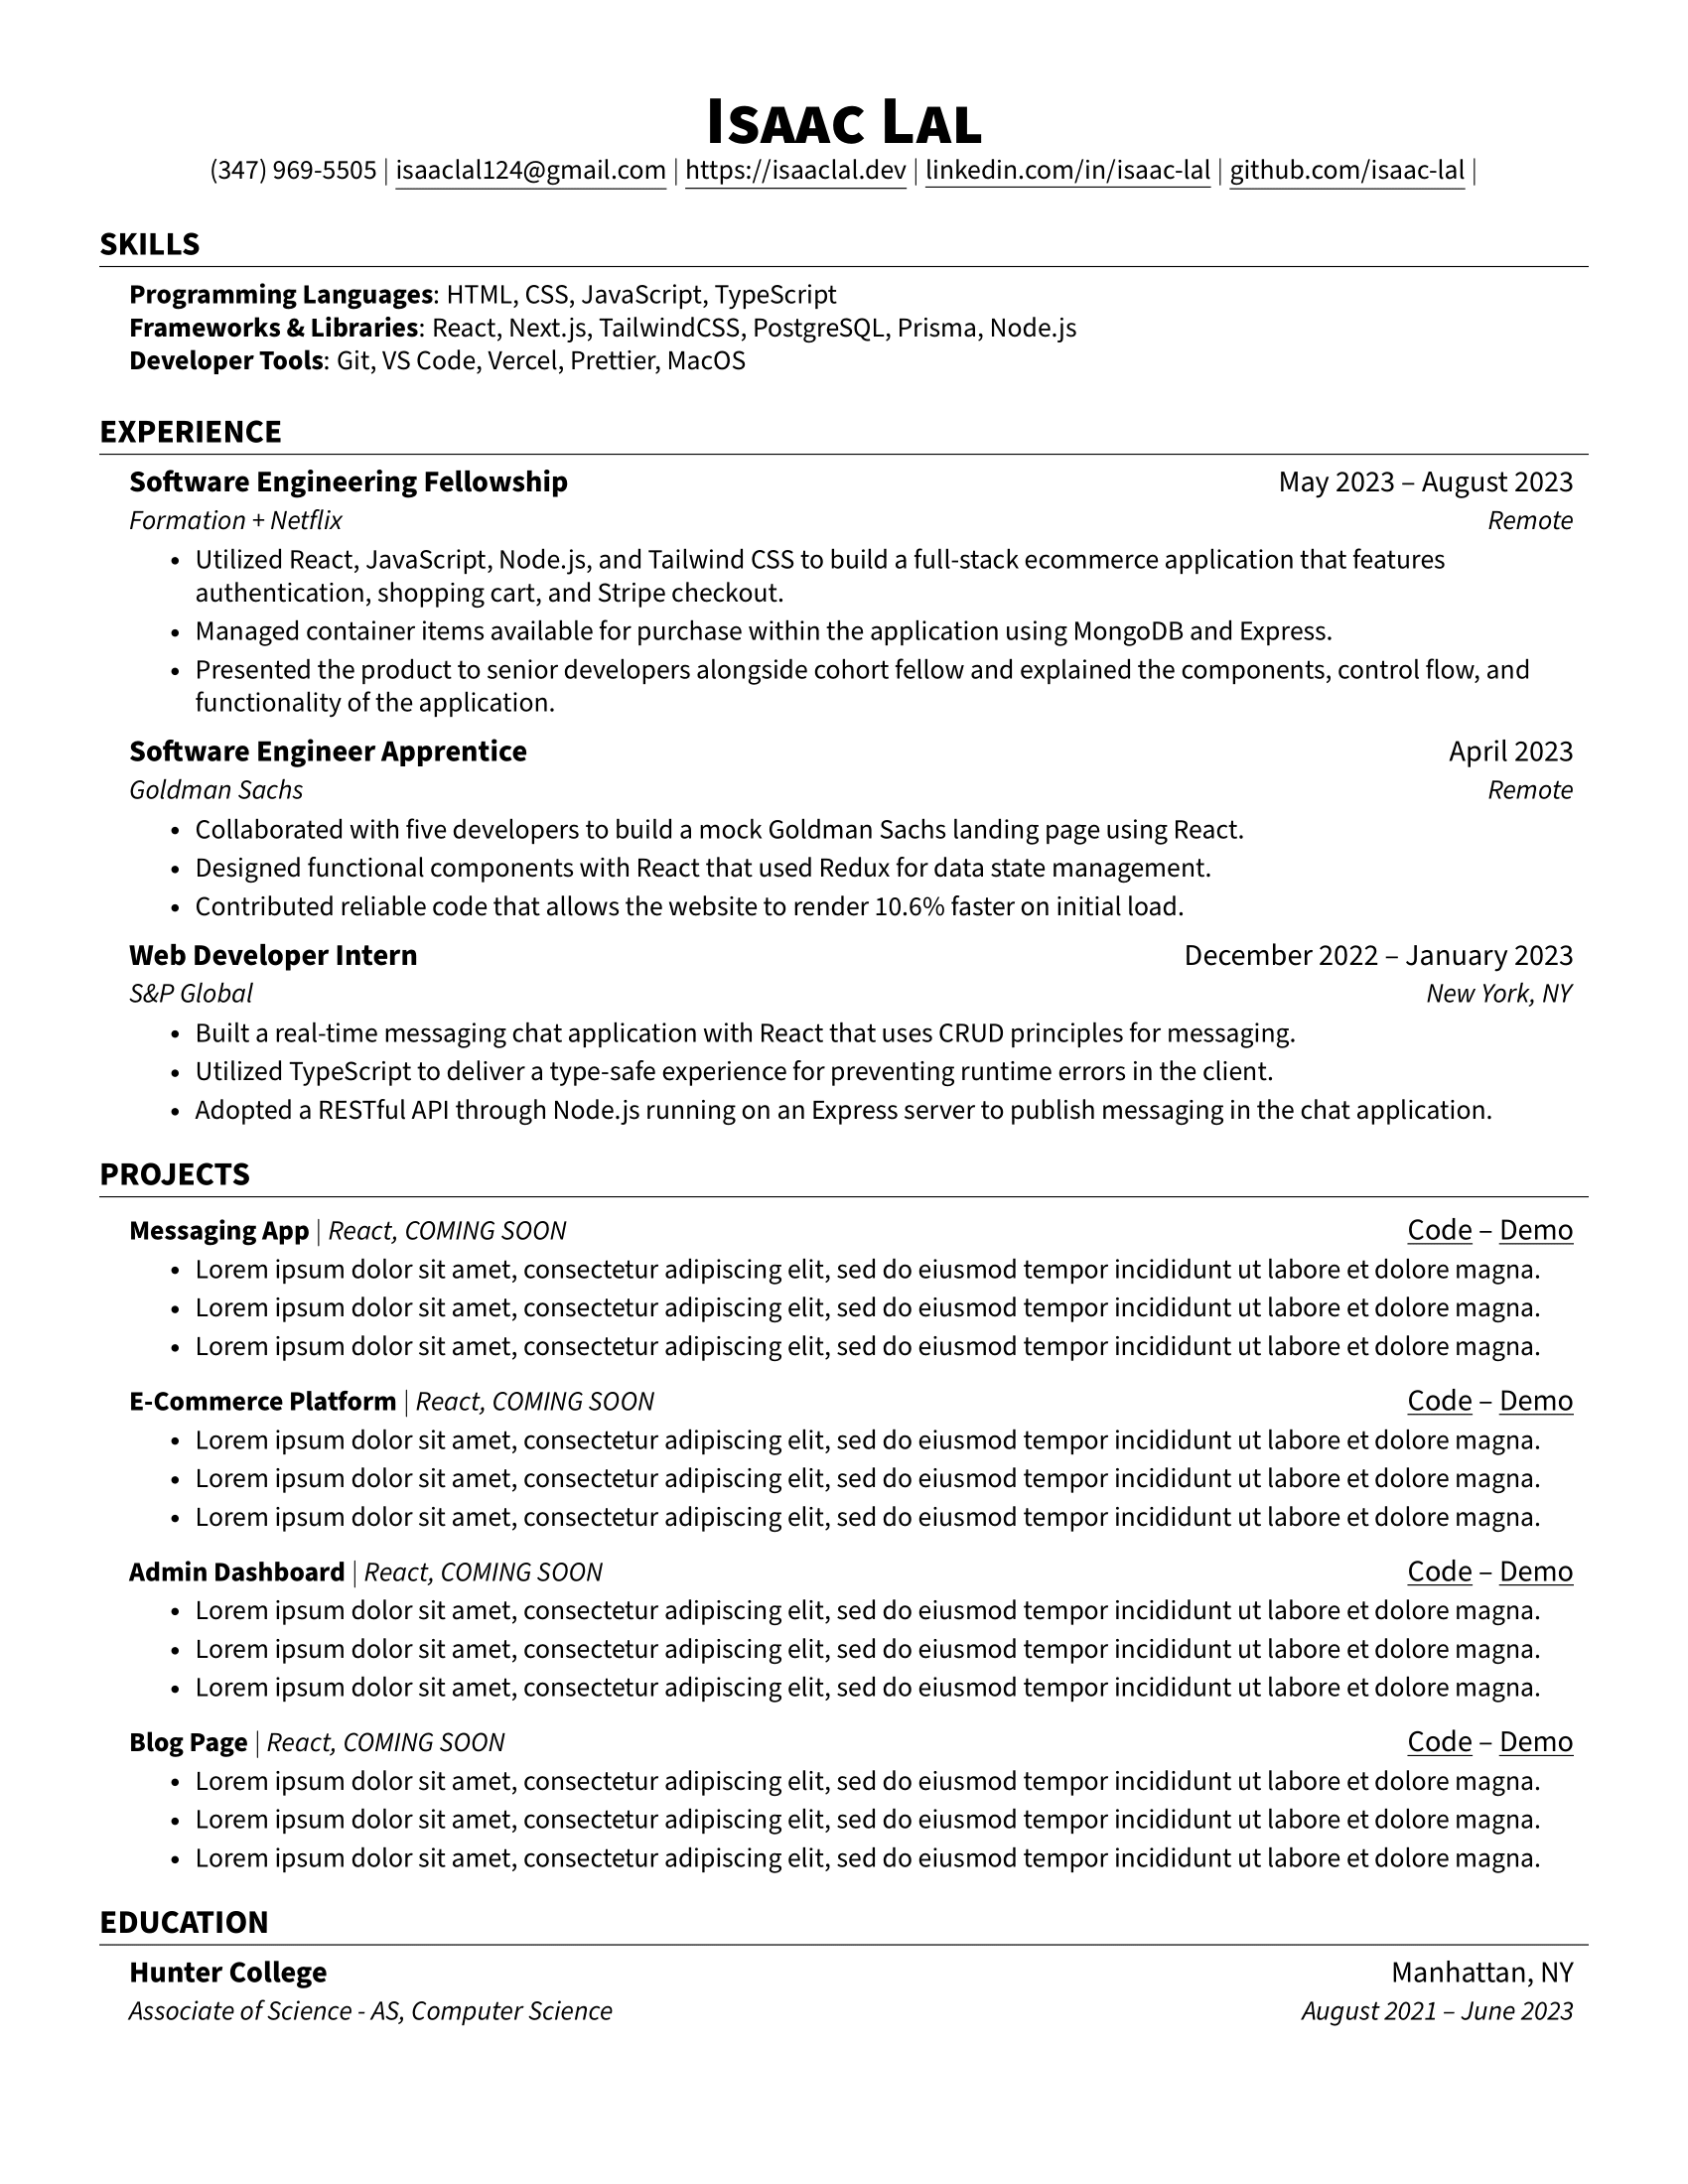 Isaac Lal
(347) 969-5505 | isaaclal124@gmail.com | https://isaaclal.dev | linkedin.com/in/isaac-lal | github.com/isaac-lal |
SKILLS
Programming Languages: HTML, CSS, JavaScript, TypeScript
Frameworks & Libraries: React, Next.js, TailwindCSS, PostgreSQL, Prisma, Node.js
Developer Tools: Git, VS Code, Vercel, Prettier, MacOS
EXPERIENCE
Software Engineering Fellowship May 2023 – August 2023
Formation + Netflix Remote
• Utilized React, JavaScript, Node.js, and Tailwind CSS to build a full-stack ecommerce application that features
authentication, shopping cart, and Stripe checkout.
• Managed container items available for purchase within the application using MongoDB and Express.
• Presented the product to senior developers alongside cohort fellow and explained the components, control flow, and
functionality of the application.
Software Engineer Apprentice April 2023
Goldman Sachs Remote
• Collaborated with five developers to build a mock Goldman Sachs landing page using React.
• Designed functional components with React that used Redux for data state management.
• Contributed reliable code that allows the website to render 10.6% faster on initial load.
Web Developer Intern December 2022 – January 2023
S&P Global New York, NY
• Built a real-time messaging chat application with React that uses CRUD principles for messaging.
• Utilized TypeScript to deliver a type-safe experience for preventing runtime errors in the client.
• Adopted a RESTful API through Node.js running on an Express server to publish messaging in the chat application.
PROJECTS
Messaging App | React, COMING SOON Code – Demo
• Lorem ipsum dolor sit amet, consectetur adipiscing elit, sed do eiusmod tempor incididunt ut labore et dolore magna.
• Lorem ipsum dolor sit amet, consectetur adipiscing elit, sed do eiusmod tempor incididunt ut labore et dolore magna.
• Lorem ipsum dolor sit amet, consectetur adipiscing elit, sed do eiusmod tempor incididunt ut labore et dolore magna.
E-Commerce Platform | React, COMING SOON Code – Demo
• Lorem ipsum dolor sit amet, consectetur adipiscing elit, sed do eiusmod tempor incididunt ut labore et dolore magna.
• Lorem ipsum dolor sit amet, consectetur adipiscing elit, sed do eiusmod tempor incididunt ut labore et dolore magna.
• Lorem ipsum dolor sit amet, consectetur adipiscing elit, sed do eiusmod tempor incididunt ut labore et dolore magna.
Admin Dashboard | React, COMING SOON Code – Demo
• Lorem ipsum dolor sit amet, consectetur adipiscing elit, sed do eiusmod tempor incididunt ut labore et dolore magna.
• Lorem ipsum dolor sit amet, consectetur adipiscing elit, sed do eiusmod tempor incididunt ut labore et dolore magna.
• Lorem ipsum dolor sit amet, consectetur adipiscing elit, sed do eiusmod tempor incididunt ut labore et dolore magna.
Blog Page | React, COMING SOON Code – Demo
• Lorem ipsum dolor sit amet, consectetur adipiscing elit, sed do eiusmod tempor incididunt ut labore et dolore magna.
• Lorem ipsum dolor sit amet, consectetur adipiscing elit, sed do eiusmod tempor incididunt ut labore et dolore magna.
• Lorem ipsum dolor sit amet, consectetur adipiscing elit, sed do eiusmod tempor incididunt ut labore et dolore magna.
EDUCATION
Hunter College Manhattan, NY
Associate of Science - AS, Computer Science August 2021 – June 2023